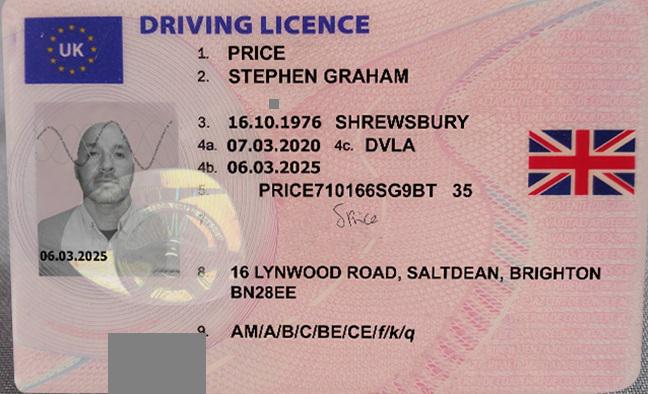 UK
DRIVING LICENCE
1. PRICE
2. STEPHEN GRAHAM
3. 16.10.1976 SHREWSBURY
4a. 07.03.2020 4c. DVLA
4b. 06.03.2025
5. PRICE710166SG9BT 35
SPrice
06.03.2025
8. 16 LYNWOOD ROAD, SALTDEAN, BRIGHTON
BN28EE
9. AM/A/B/C/BE/CE/f/k/q